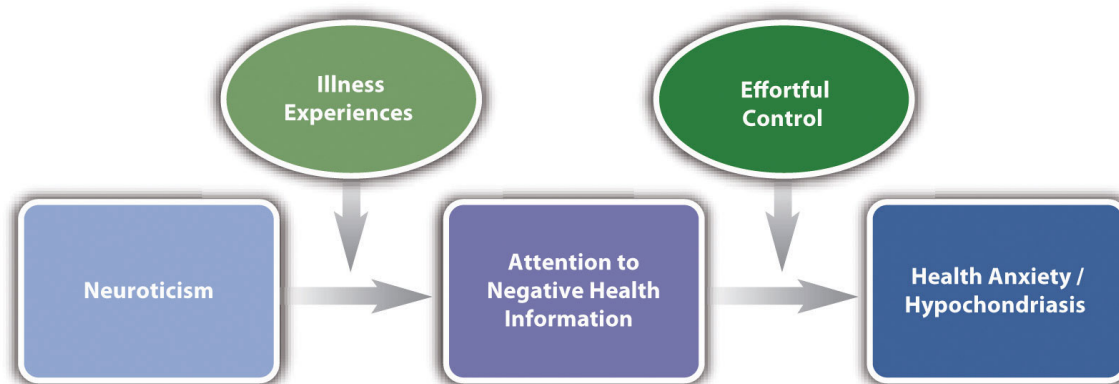 Illness
Experiences
Effortful
Control
Neuroticism
Attention to
Negative Health
Information
Health Anxiety /
Hypochondriasis